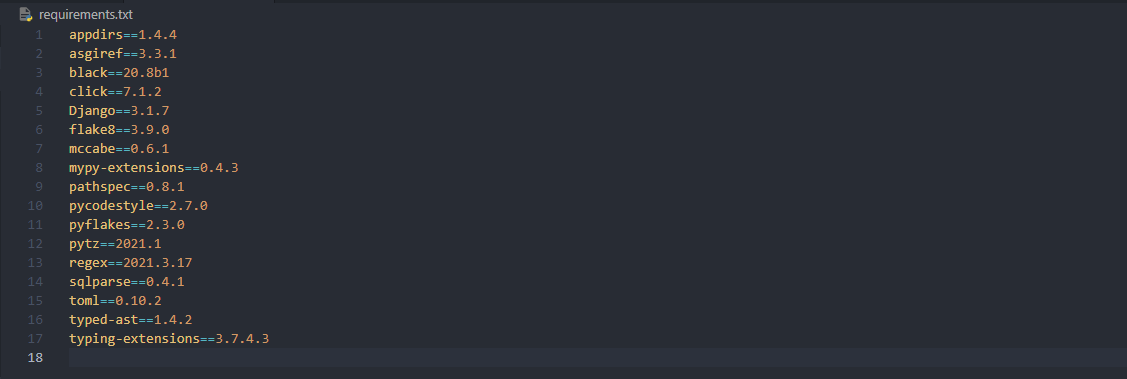 requirements.txt
1 appdirs==1.4.4
2 asgiref==3.3.1
3 black==20.8b1
4 click==7.1.2
5 Django==3.1.7
6 flake8==3.9.0
7 mccabe==0.6.1
8 mypy-extensions==0.4.3
9 pathspec==0.8.1
10 pycodestyle==2.7.0
11 pyflakes==2.3.0
12 pytz==2021.1
13 regex==2021.3.17
14 sqlparse==0.4.1
15 toml==0.10.2
16 typed-ast==1.4.2
17 typing-extensions==3.7.4.3
18